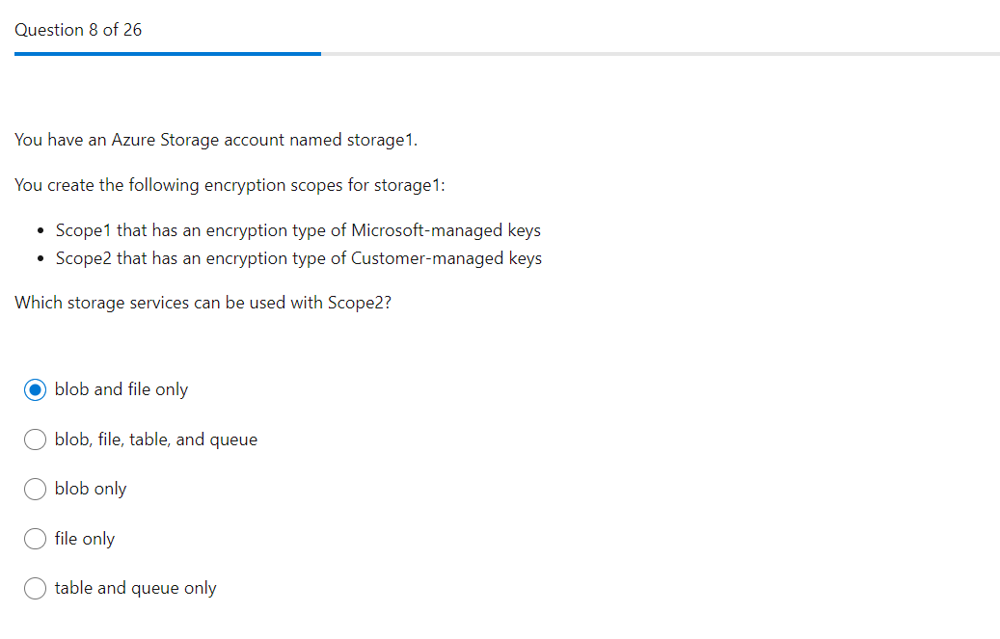 Question 8 of 26
You have an Azure Storage account named storage1.
You create the following encryption scopes for storage1:
• Scope1 that has an encryption type of Microsoft-managed keys
• Scope2 that has an encryption type of Customer-managed keys
Which storage services can be used with Scope2?
blob and file only
blob, file, table, and queue
blob only
file only
table and queue only